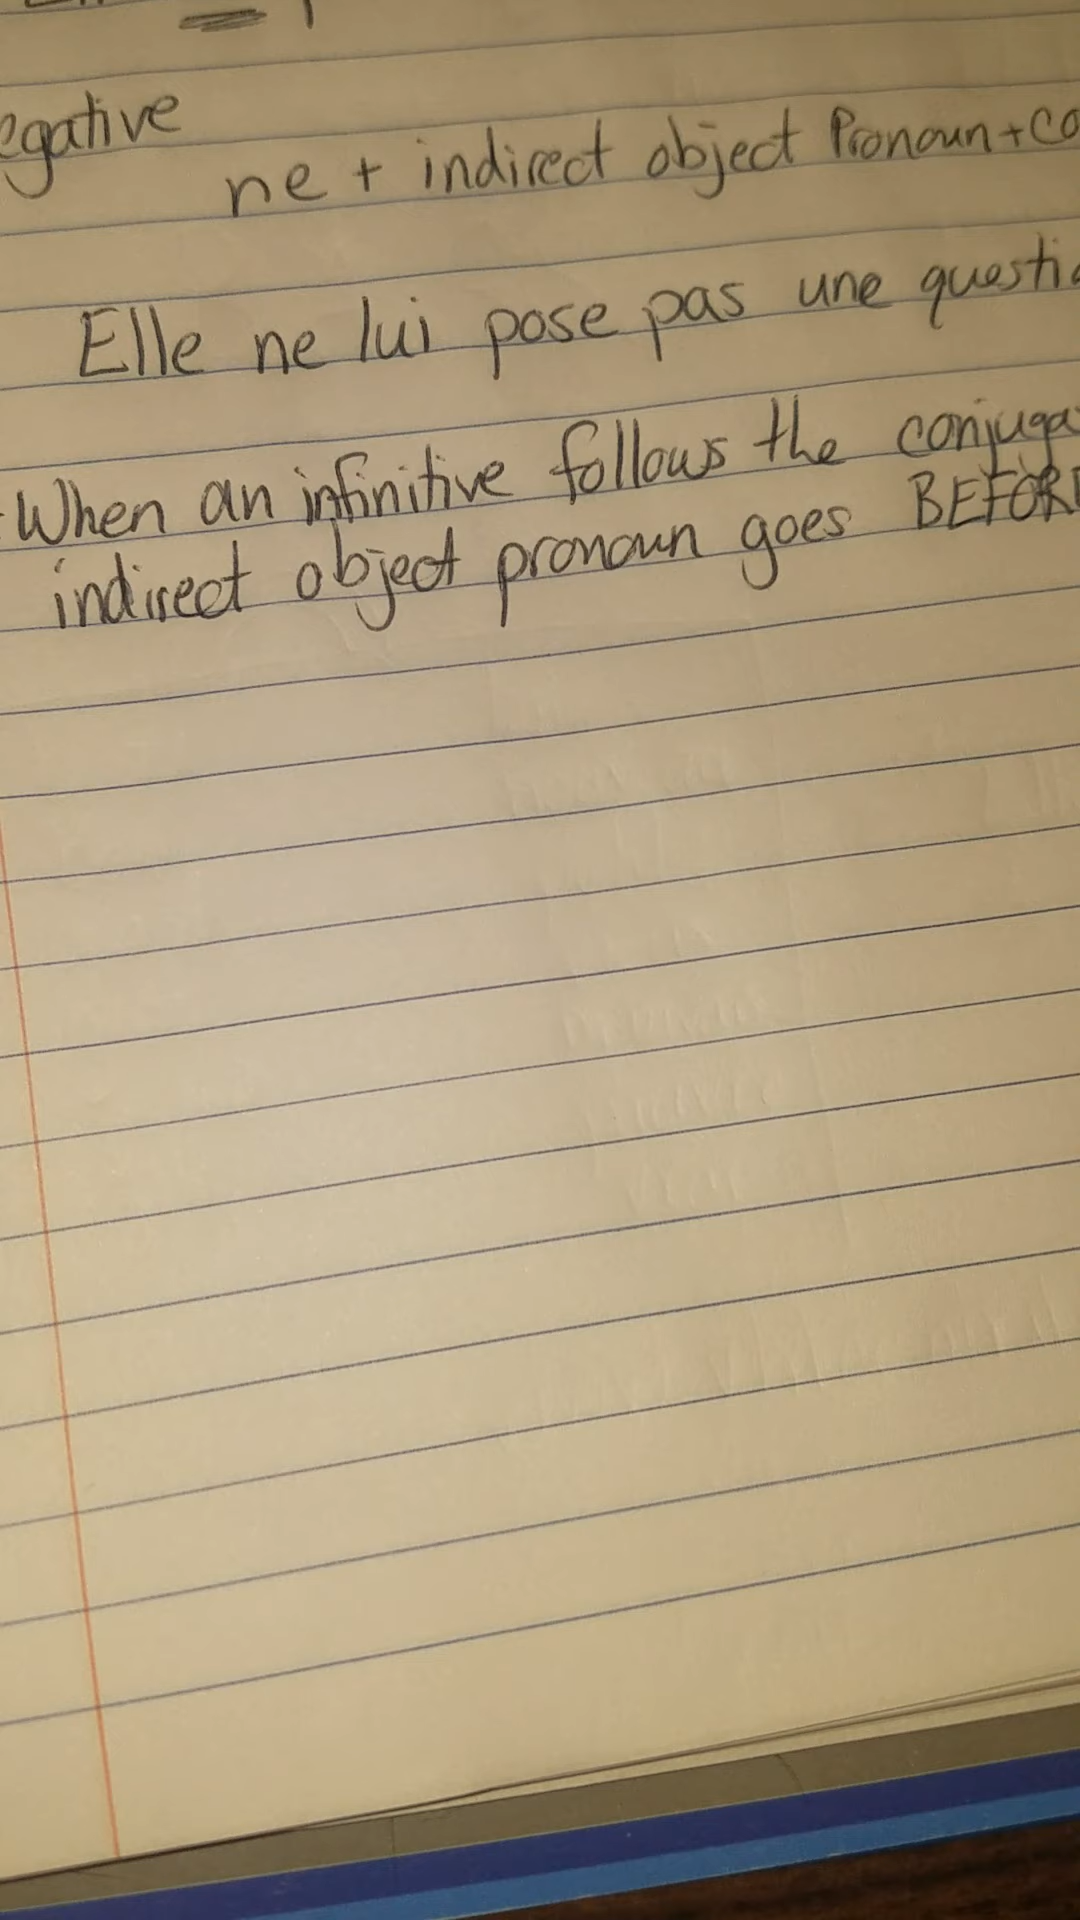 egative
ne + indirect object Pronoun + co
Elle ne lui pose pas une questi
When an infinitive follows the conjuga
indirect object pronoun goes BEFORE